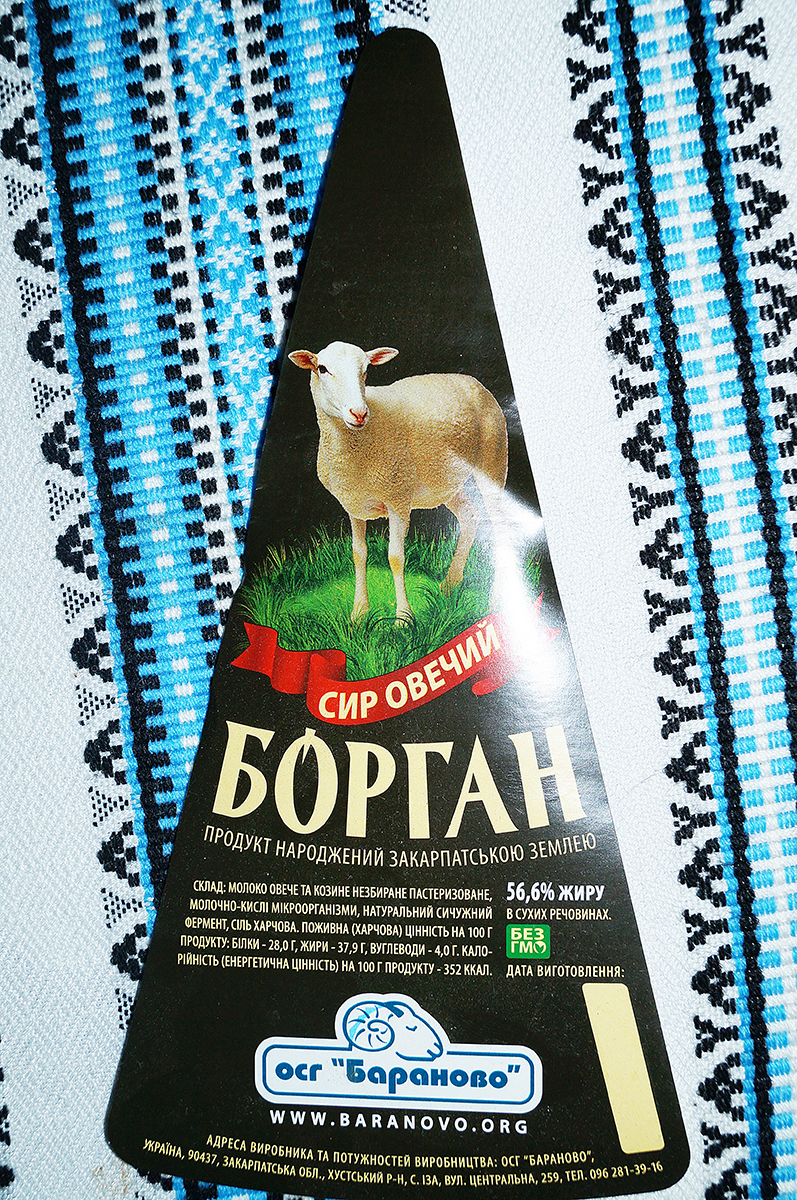 СИР ОВЕЧИЙ
БОРГАН
ПРОДУКТ НАРОДЖЕНИЙ ЗАКАРПАТСЬКОЮ ЗЕМЛЕЮ
СКЛАД: МОЛОКО ОВЕЧЕ ТА КОЗИНЕ НЕЗБИРАНЕ ПАСТЕРИЗОВАНЕ,
МОЛОЧНО-КИСЛІ МІКРООРГАНІЗМИ, НАТУРАЛЬНИЙ СИЧУЖНИЙ
ФЕРМЕНТ, СІЛЬ ХАРЧОВА. ПОЖИВНА (ХАРЧОВА) ЦІННІСТЬ НА 100 Г
ПРОДУКТУ: БІЛКИ - 28,0 Г, ЖИРИ - 37,9 Г, ВУГЛЕВОДИ - 4,0 Г. КАЛО-
РІЙНІСТЬ (ЕНЕРГЕТИЧНА ЦІННІСТЬ) НА 100 Г ПРОДУКТУ - 352 ККАЛ.
56,6% ЖИРУ
В СУХИХ РЕЧОВИНАХ.
БЕЗ
ГМО
ДАТА ВИГОТОВЛЕННЯ:
ОСГ "Бараново"
WWW.BARANOVO.ORG
АДРЕСА ВИРОБНИКА ТА ПОТУЖНОСТЕЙ ВИРОБНИЦТВА: ОСГ "БАРАНОВО",
УКРАЇНА, 90437, ЗАКАРПАТСЬКА ОБЛ., ХУСТСЬКИЙ Р-Н, С. ІЗА, ВУЛ. ЦЕНТРАЛЬНА, 259, ТЕЛ. 096 281-39-16